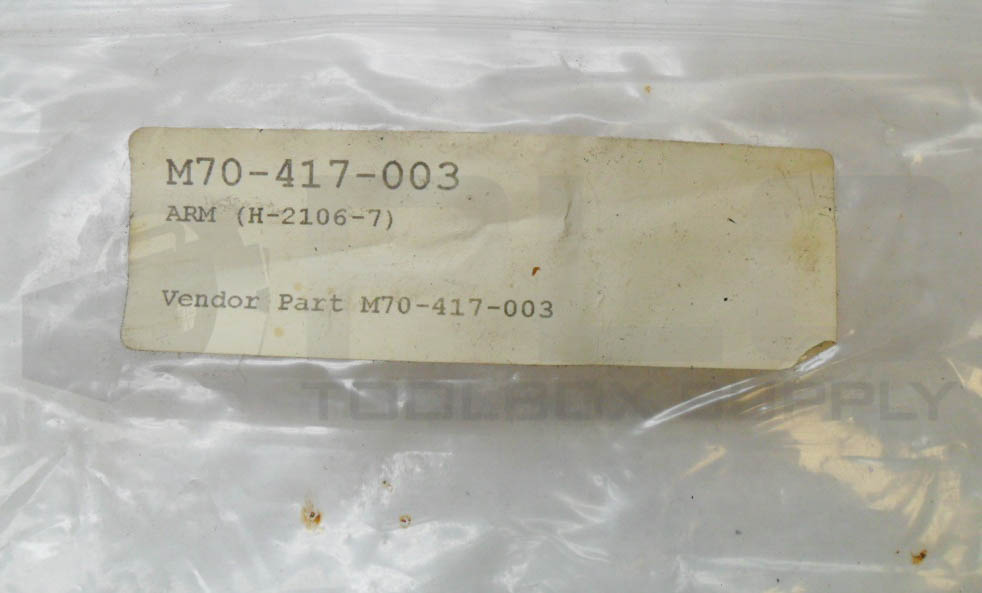 M70-417-003
ARM (H-2106-7)
Vendor Part M70-417-003
TOOLBOX SUPPLY